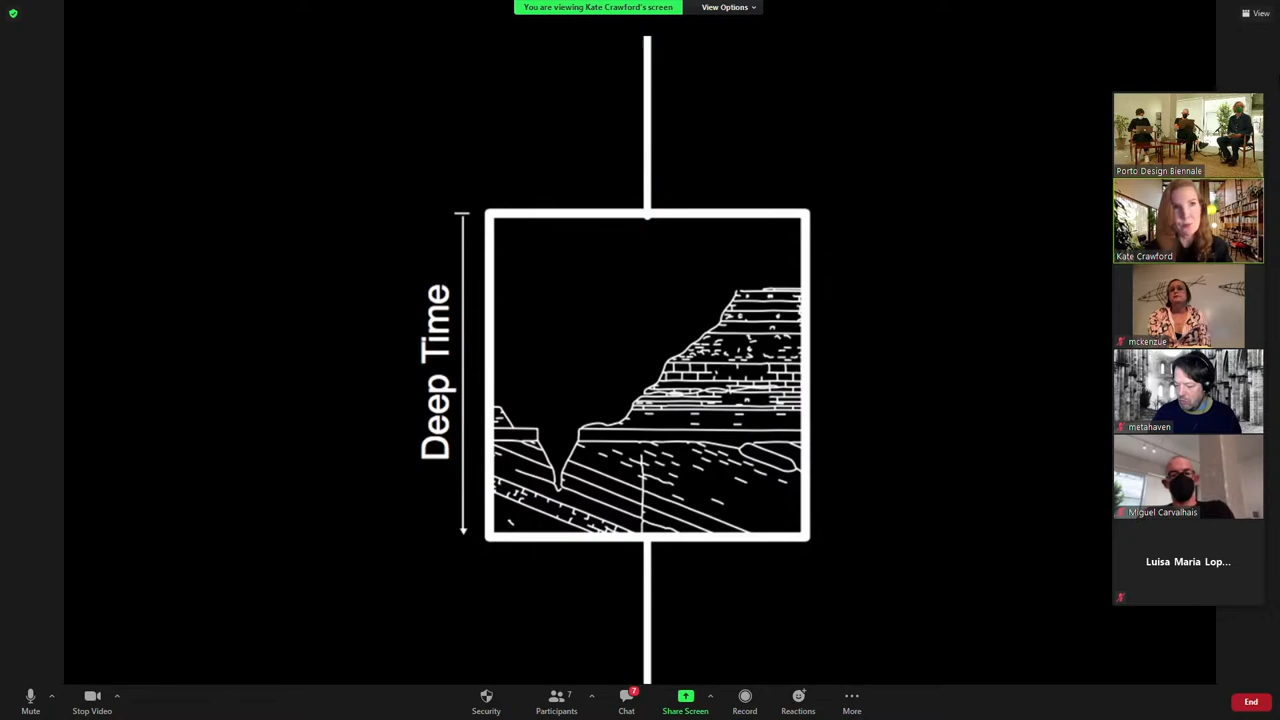 You are viewing Kate Crawford's screen
View Options
View
Deep Time
Porto Design Biennale
Kate Crawford
mckenzue
metahaven
Miguel Carvalhais
Luisa Maria Lop...
Mute
Stop Video
Security
Participants
7
Chat
7
Share Screen
Record
Reactions
More
End